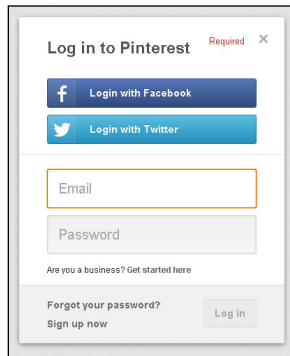 Log in to Pinterest
Required
Login with Facebook
Login with Twitter
Email
Password
Are you a business? Get started here
Forgot your password?
Sign up now
Log in